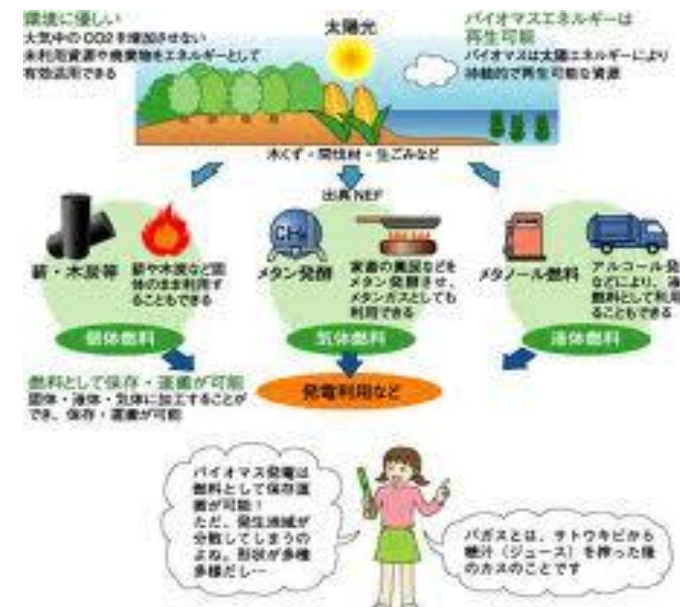 環境に優しい
大気中のCO2を増加させない
未利用資源や廃棄物をエネルギーとして
有効活用できる
太陽光
バイオマスエネルギーは
再生可能
バイオマスは太陽エネルギーにより
持続的で再生可能な資源
木くず・間伐材・生ごみなど
出典NEF
薪・木炭等
薪や木炭など固
体のまま利用す
ることもできる
固体燃料
CH4
メタン発酵
家畜の糞尿などを
メタン発酵させ、
メタンガスとしても
利用できる
気体燃料
メタノール燃料
アルコール発
などにより、液
燃料として利用
ることもできる
液体燃料
燃料として保存・運搬が可能
固体・液体・気体に加工することが
でき、保存・運搬が可能
発電利用など
バイオマス発電は
燃料として保存運
搬が可能！
ただ、発生地域が
分散してしまうの
よね。形状が多種
多様だし…
バガスとは、サトウキビから
糖汁（ジュース）を搾った後
のカスのことです